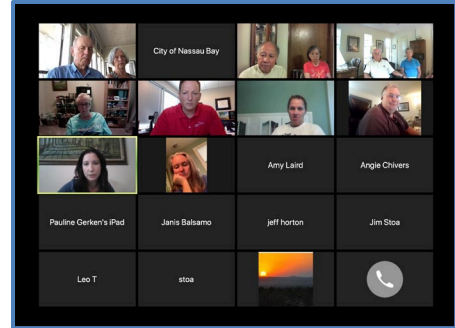 City of Nassau Bay
Amy Laird
Angie Chivers
Pauline Gerken's iPad
Janis Balsamo
jeff horton
Jim Stoa
Leo T
stoa